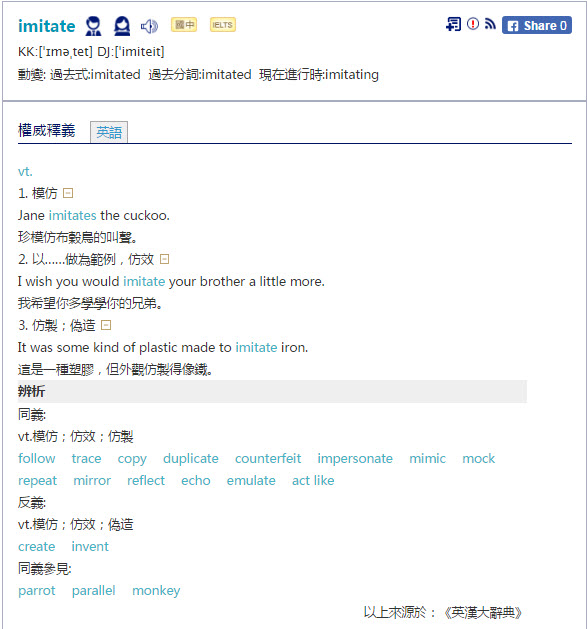 imitate 國中 IELTS Share 0
KK:[ˈɪməˌtet] DJ:[ˈimiteit]
動變: 過去式:imitated 過去分詞:imitated 現在進行時:imitating
權威釋義 英語
vt.
1. 模仿
Jane imitates the cuckoo.
珍模仿布穀鳥的叫聲。
2. 以……做為範例，仿效
I wish you would imitate your brother a little more.
我希望你多學學你的兄弟。
3. 仿製；偽造
It was some kind of plastic made to imitate iron.
這是一種塑膠，但外觀仿製得像鐵。
辨析
同義:
vt.模仿；仿效；仿製
follow trace copy duplicate counterfeit impersonate mimic mock
repeat mirror reflect echo emulate act like
反義:
vt.模仿；仿效；偽造
create invent
同義參見:
parrot parallel monkey
以上來源於：《英漢大辭典》